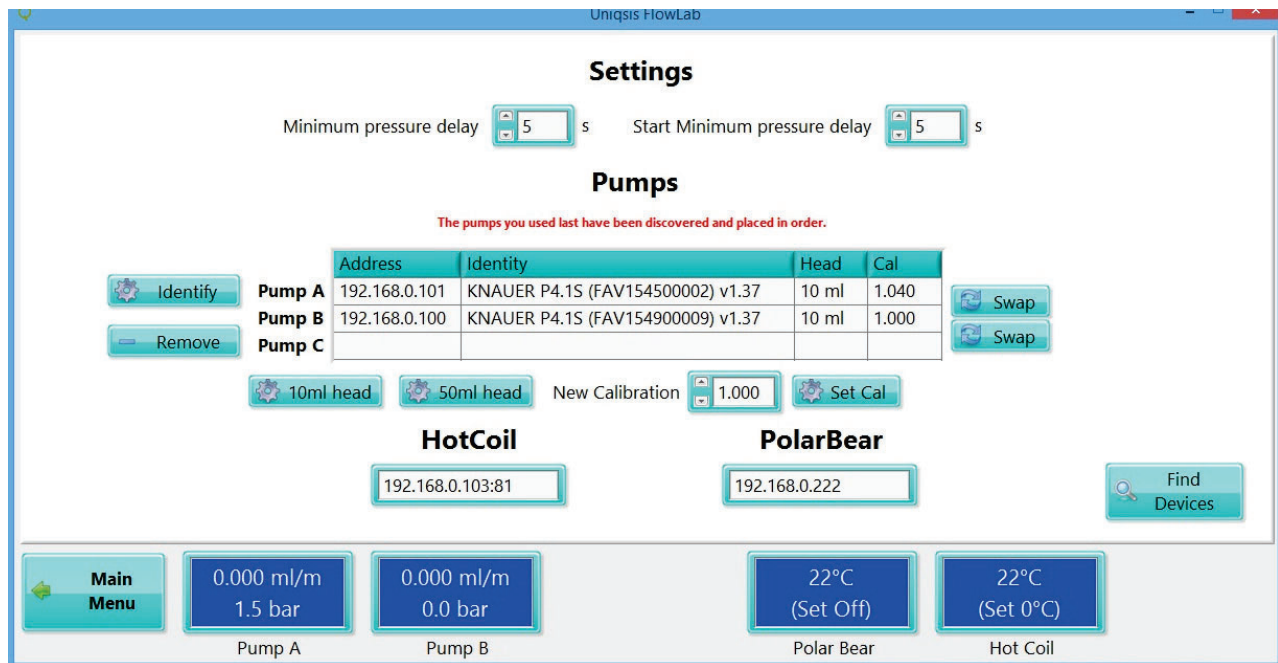 Uniqsis FlowLab
Settings
Minimum pressure delay 5 s Start Minimum pressure delay 5 s
Pumps
The pumps you used last have been discovered and placed in order.
Address Identity Head Cal
Identify Pump A 192.168.0.101 KNAUER P4.1S (FAV154500002) v1.37 10 ml 1.040 Swap
Pump B 192.168.0.100 KNAUER P4.1S (FAV154900009) v1.37 10 ml 1.000
Remove Pump C Swap
10ml head 50ml head New Calibration 1.000 Set Cal
HotCoil PolarBear
192.168.0.103:81 192.168.0.222
Find
Devices
Main
Menu
0.000 ml/m 0.000 ml/m 22°C 22°C
1.5 bar 0.0 bar (Set Off) (Set 0°C)
Pump A Pump B Polar Bear Hot Coil